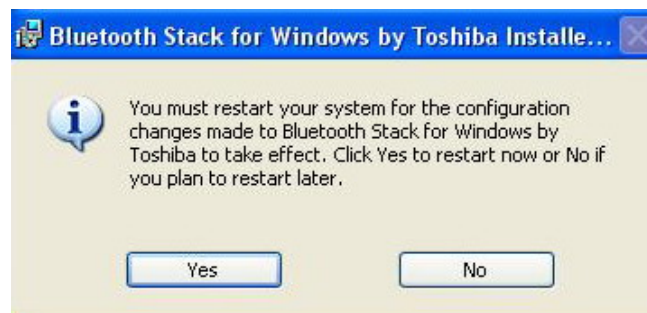 Bluetooth Stack for Windows by Toshiba Installe...
You must restart your system for the configuration
changes made to Bluetooth Stack for Windows by
Toshiba to take effect. Click Yes to restart now or No if
you plan to restart later.
Yes No